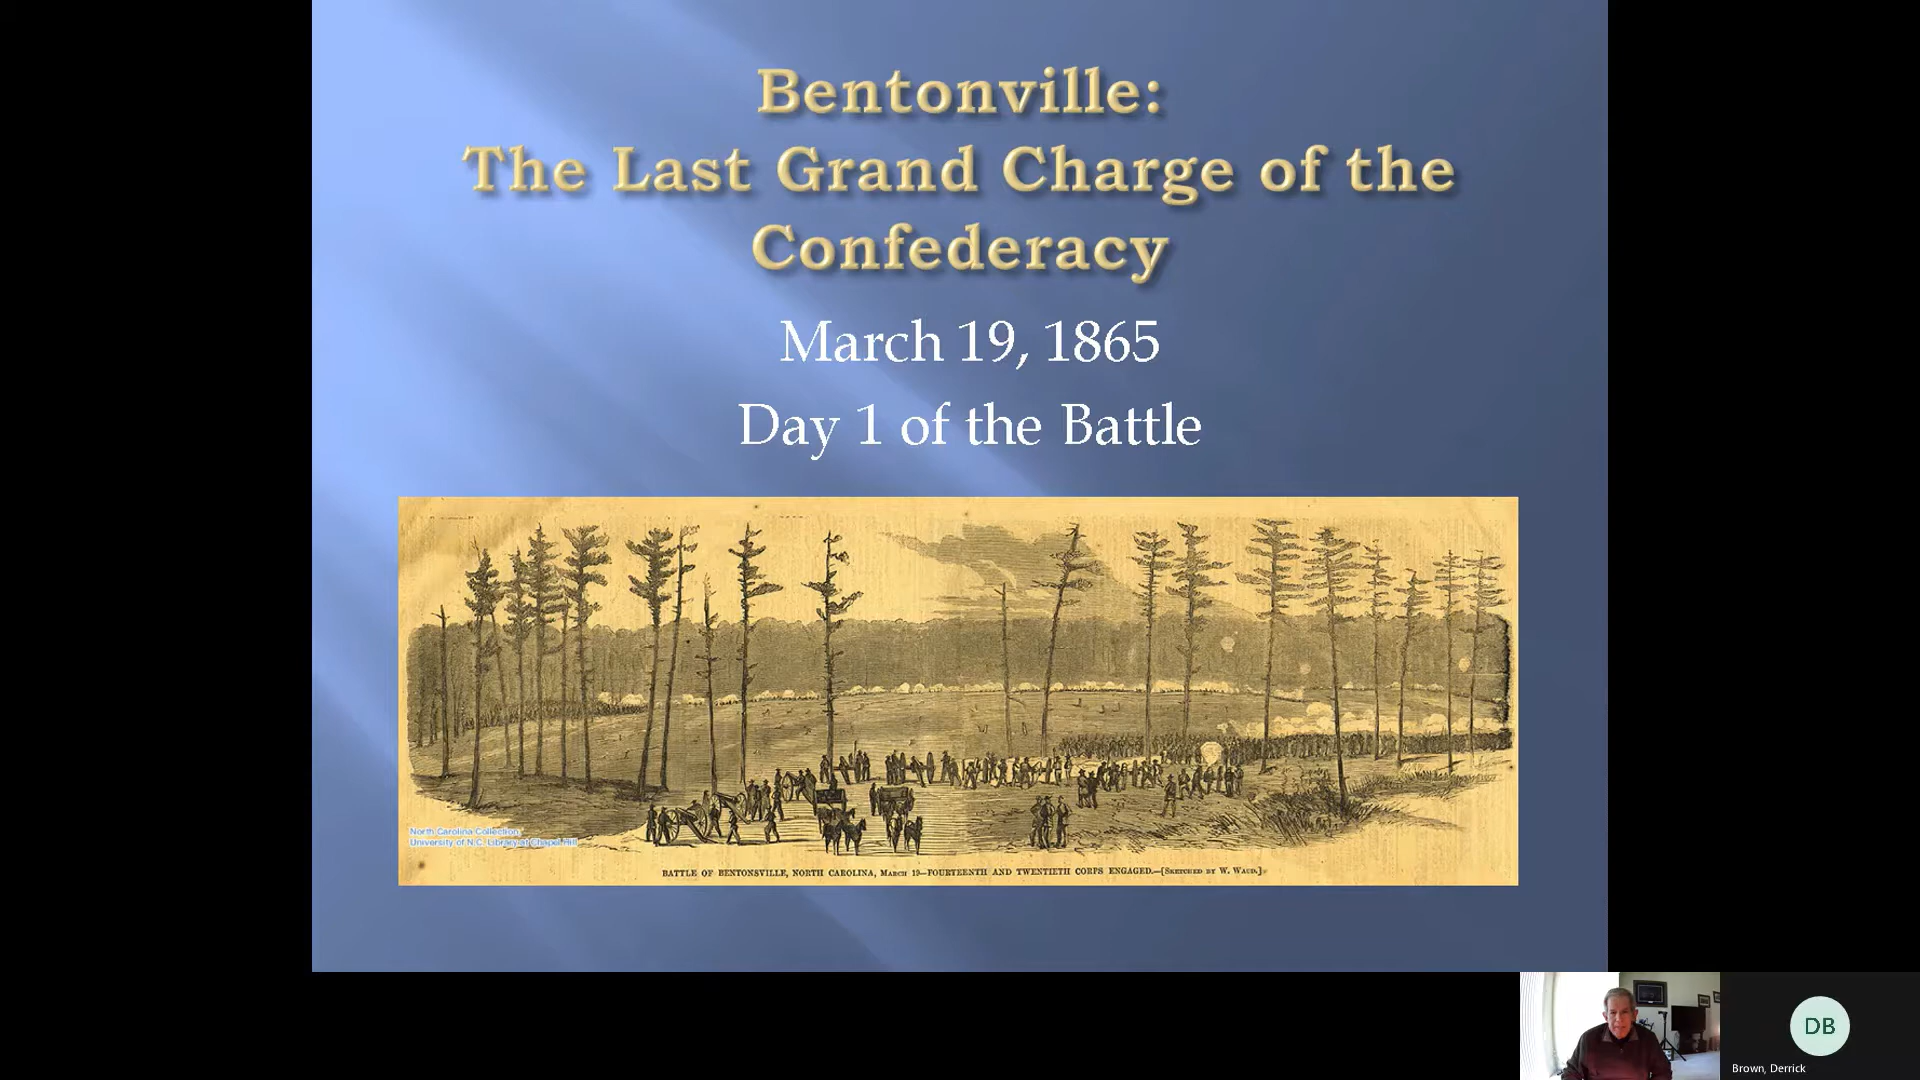 Bentonville:
The Last Grand Charge of the
Confederacy
March 19, 1865
Day 1 of the Battle
North Carolina Collection,
University of N.C. Library at Chapel Hill
BATTLE OF BENTONSVILLE, NORTH CAROLINA, March 19—FOURTEENTH AND TWENTIETH CORPS ENGAGED.—[Sketched by W. Waud.]
DB
Brown, Derrick